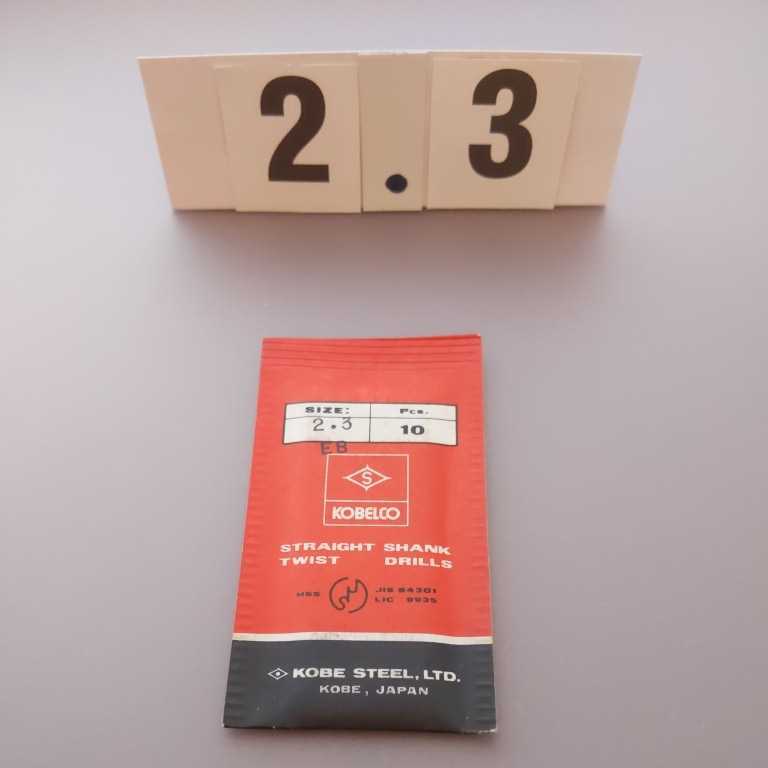 2.3
SIZE: Pcs.
2.3 10
EB
S
KOBELCO
STRAIGHT SHANK
TWIST DRILLS
HSS JIS B4301
LIC 9935
KOBE STEEL, LTD.
KOBE, JAPAN